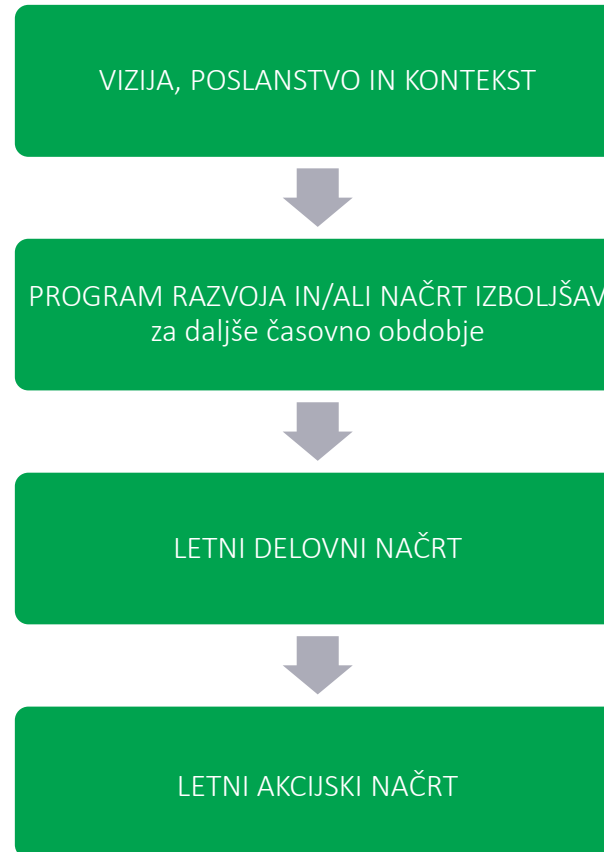 VIZIJA, POSLANSTVO IN KONTEKST
PROGRAM RAZVOJA IN/ALI NAČRT IZBOLJŠAV
za daljše časovno obdobje
LETNI DELOVNI NAČRT
LETNI AKCIJSKI NAČRT